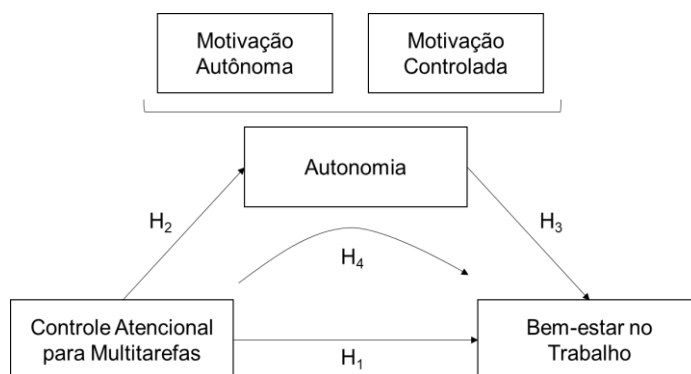 Motivação
Autônoma
Motivação
Controlada
Autonomia
H₂
H₃
H₄
Controle Atencional
para Multitarefas
H₁
Bem-estar no
Trabalho